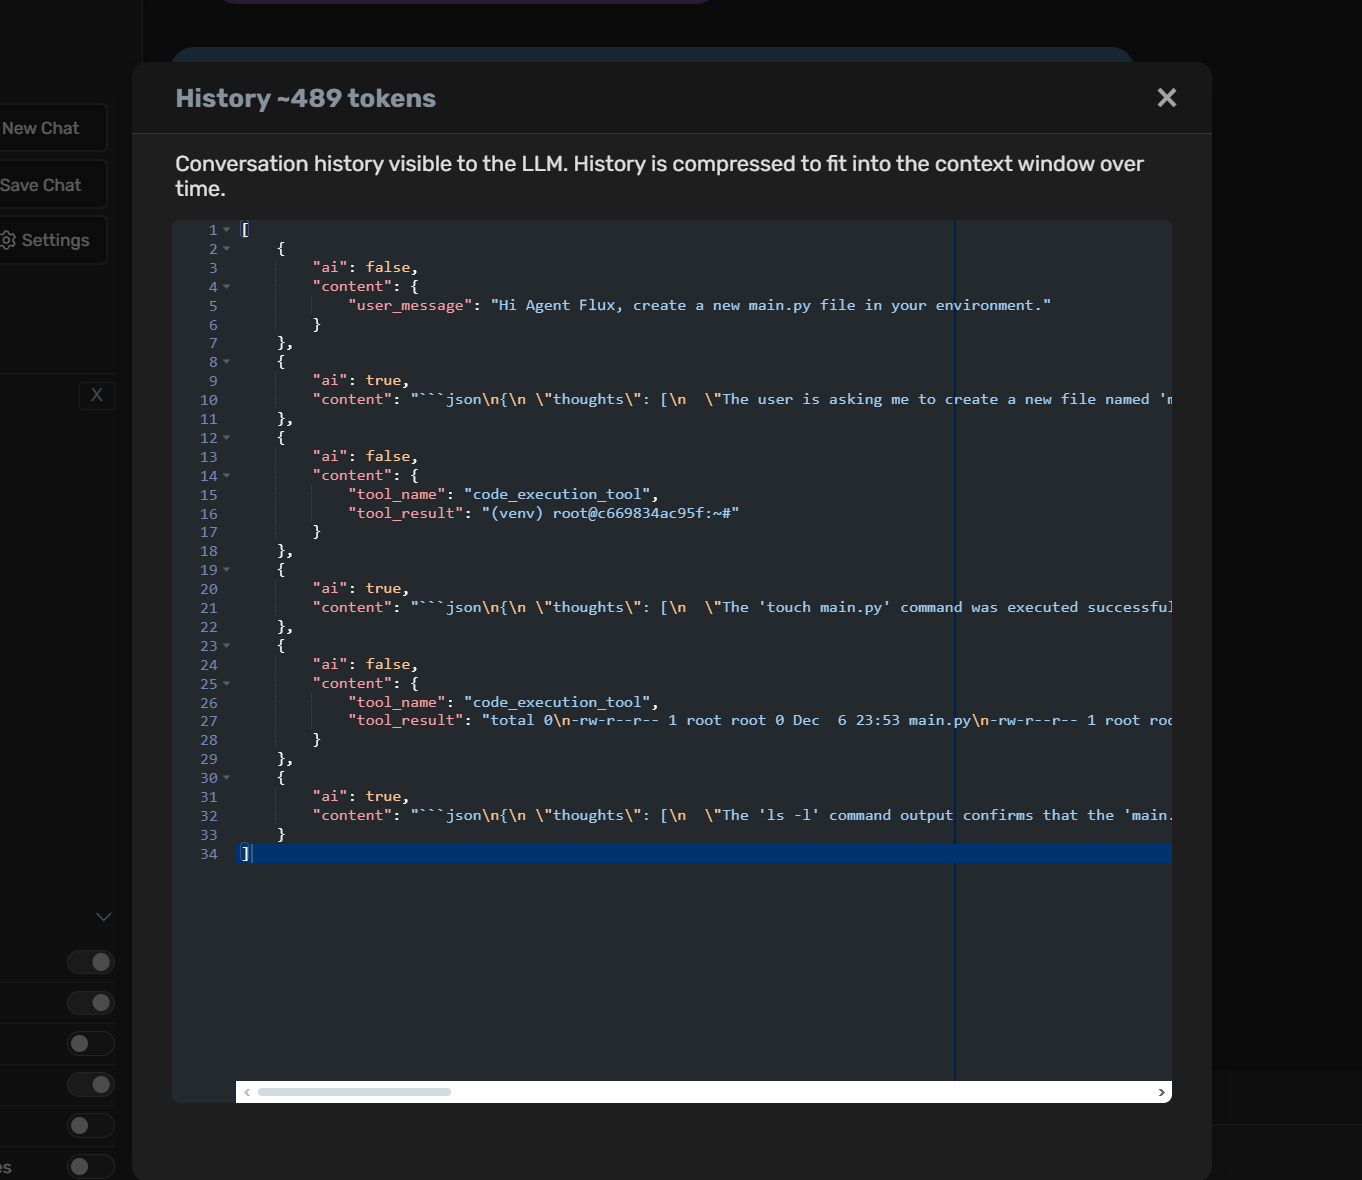 New Chat
Save Chat
Settings
X
es
History ~489 tokens
Conversation history visible to the LLM. History is compressed to fit into the context window over
time.
1 [
2 {
3 "ai": false,
4 "content": {
5 "user_message": "Hi Agent Flux, create a new main.py file in your environment."
6 }
7 },
8 {
9 "ai": true,
10 "content": "```json\n{\n \"thoughts\": [\n  \"The user is asking me to create a new file named 'm
11 },
12 {
13 "ai": false,
14 "content": {
15 "tool_name": "code_execution_tool",
16 "tool_result": "(venv) root@c669834ac95f:~#"
17 }
18 },
19 {
20 "ai": true,
21 "content": "```json\n{\n \"thoughts\": [\n  \"The 'touch main.py' command was executed successful
22 },
23 {
24 "ai": false,
25 "content": {
26 "tool_name": "code_execution_tool",
27 "tool_result": "total 0\n-rw-r--r-- 1 root root 0 Dec  6 23:53 main.py\n-rw-r--r-- 1 root roo
28 }
29 },
30 {
31 "ai": true,
32 "content": "```json\n{\n \"thoughts\": [\n  \"The 'ls -l' command output confirms that the 'main.
33 }
34 ]